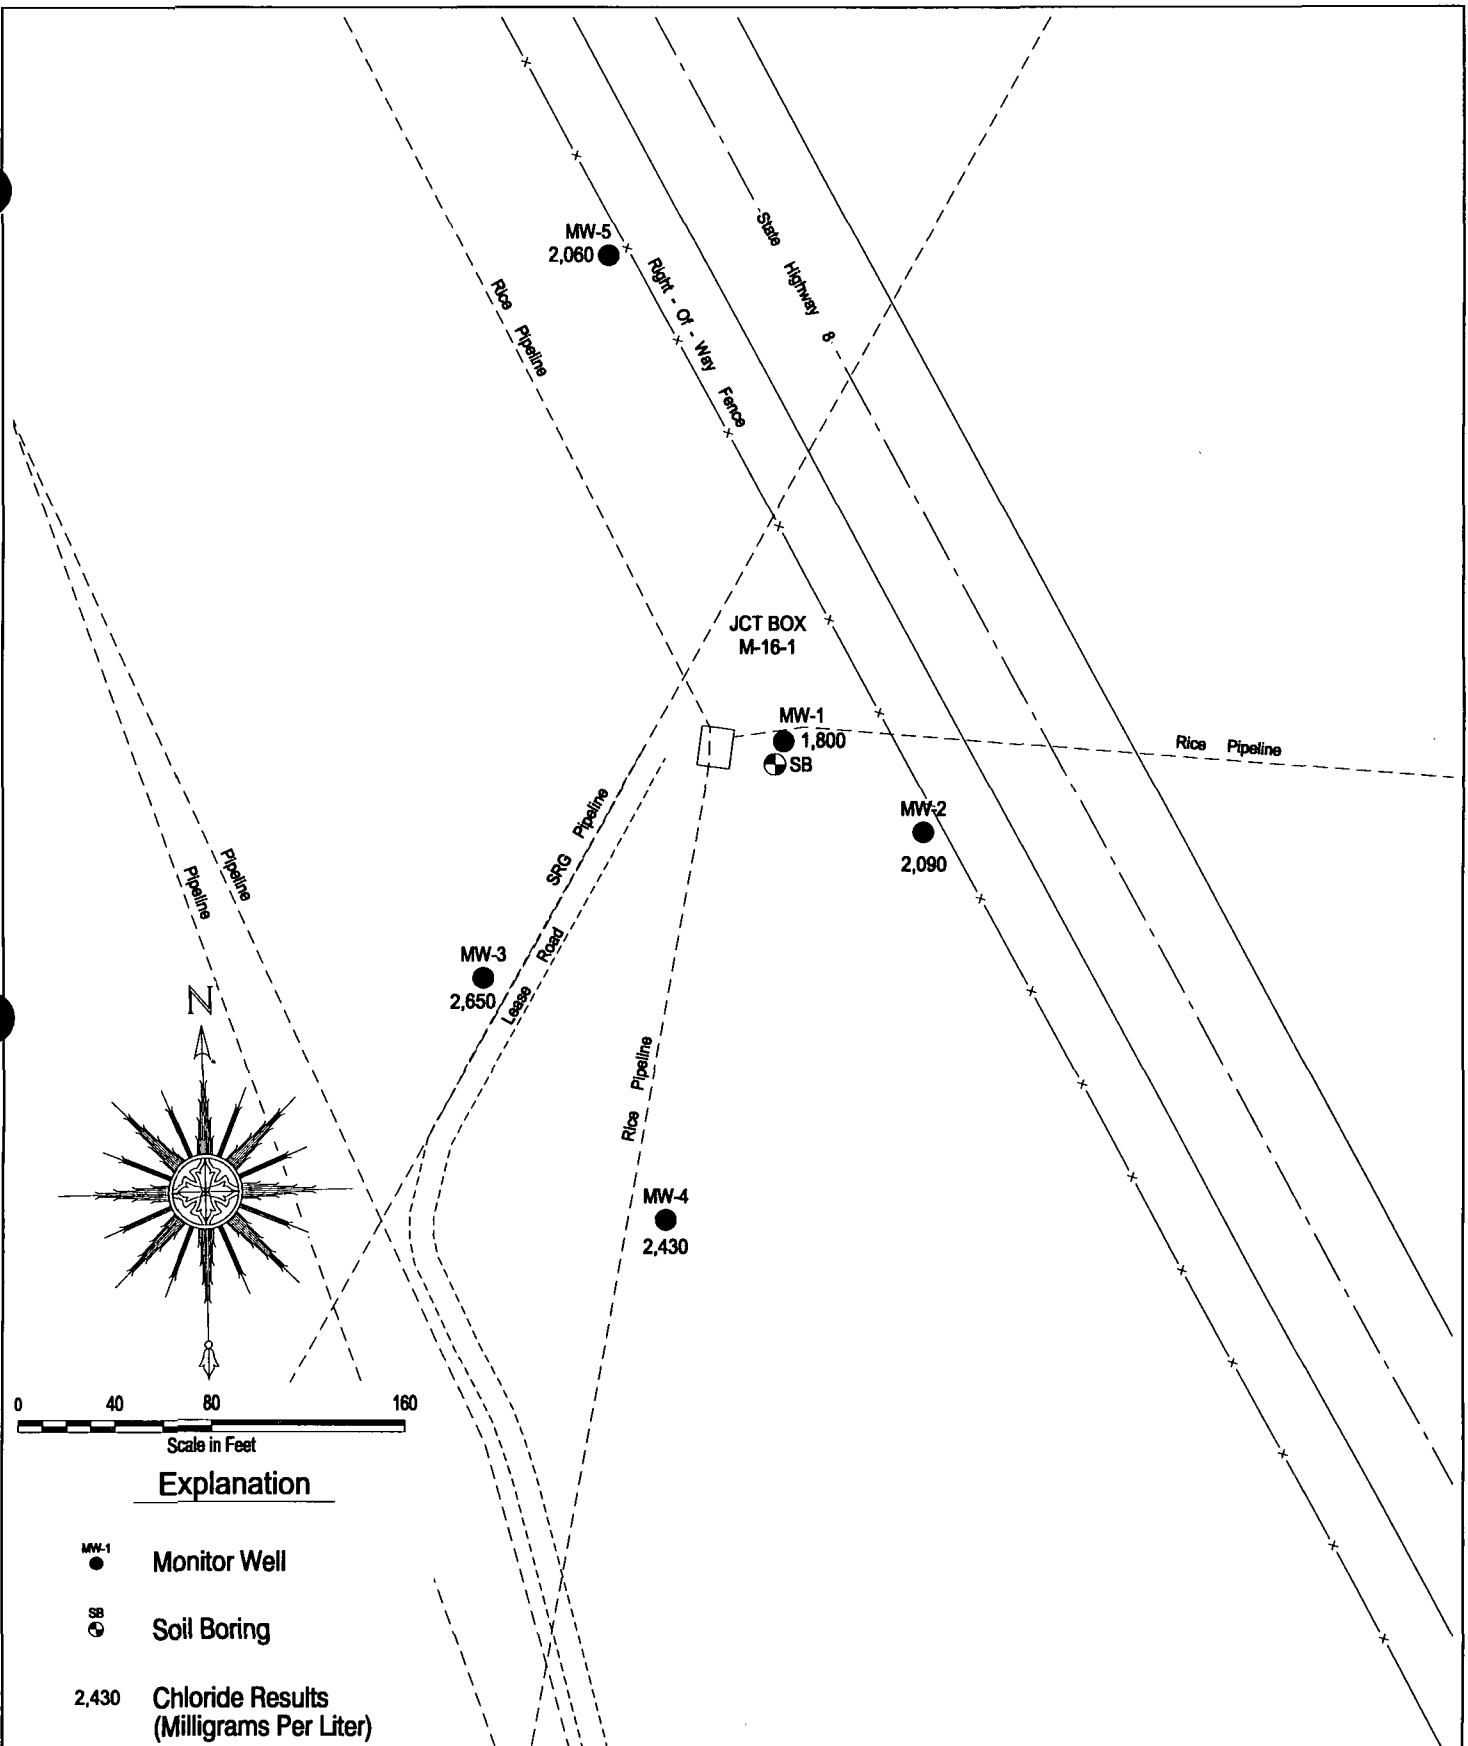 MW-5
2,060
State Highway 8
Right - Of - Way Fence
Rice Pipeline
JCT BOX
M-16-1
MW-1
1,800
SB
Rice Pipeline
MW-2
2,090
SRG Pipeline
Pipeline
Pipeline
Lease Road
MW-3
2,650
N
Rice Pipeline
MW-4
2,430
0 40 80 160
Scale in Feet
Explanation
MW-1
Monitor Well
SB
Soil Boring
2,430 Chloride Results
(Milligrams Per Liter)